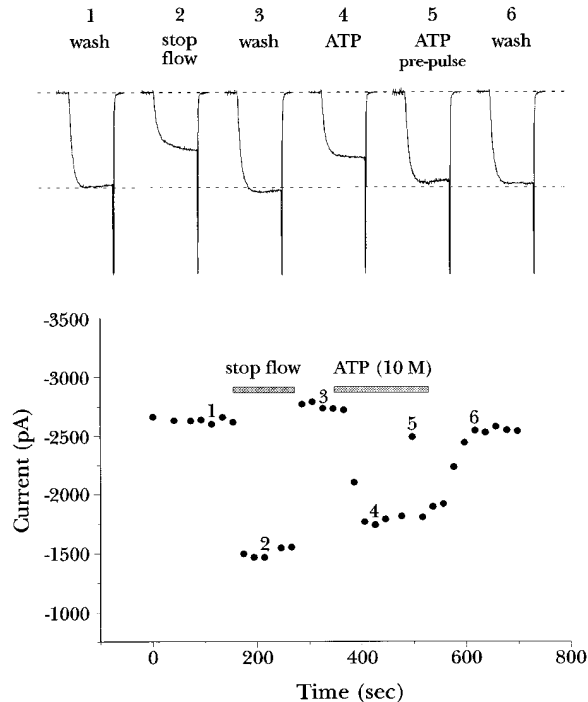 1 2 3 4 5 6
wash stop flow wash ATP ATP pre-pulse wash
-3500
stop flow ATP (10 M)
-3000
3
1 5 6
-2500
-2000
4
2
-1500
-1000
Current (pA)
0 200 400 600 800
Time (sec)